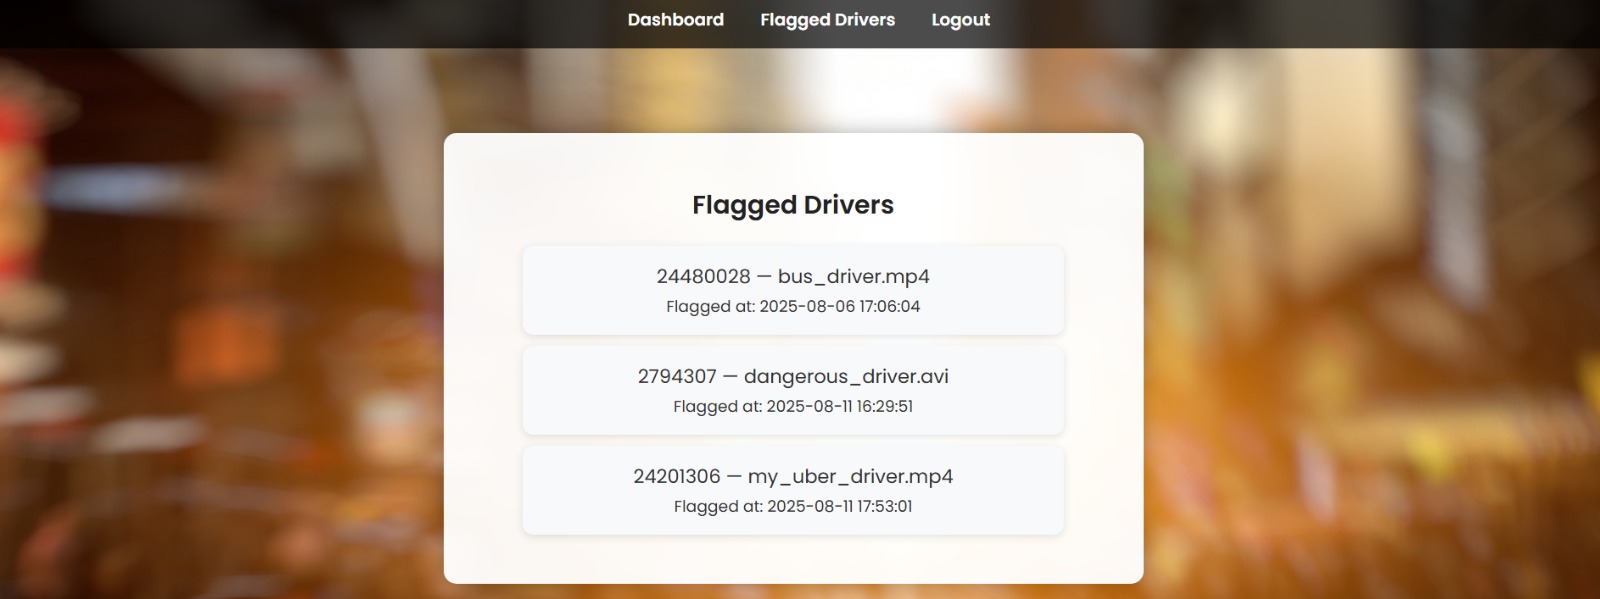 Dashboard Flagged Drivers Logout
Flagged Drivers
24480028 — bus_driver.mp4
Flagged at: 2025-08-06 17:06:04
2794307 — dangerous_driver.avi
Flagged at: 2025-08-11 16:29:51
24201306 — my_uber_driver.mp4
Flagged at: 2025-08-11 17:53:01